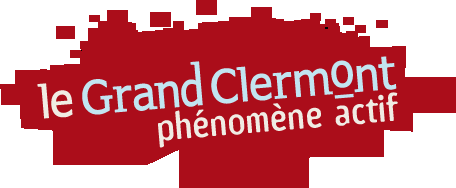 le Grand Clermont
phénomène actif